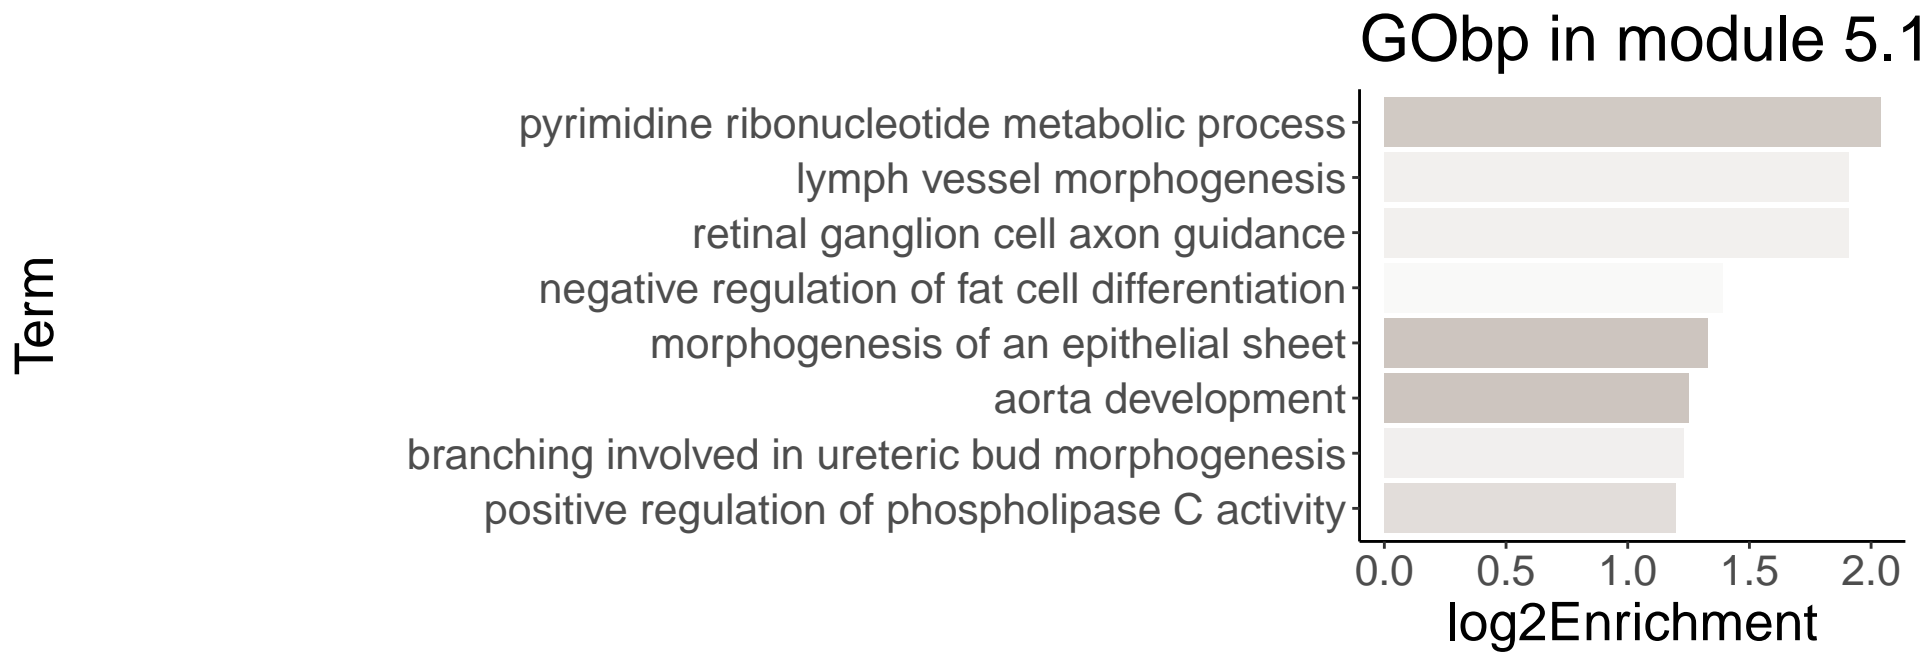 GObp in module 5.1
Term
pyrimidine ribonucleotide metabolic process
lymph vessel morphogenesis
retinal ganglion cell axon guidance
negative regulation of fat cell differentiation
morphogenesis of an epithelial sheet
aorta development
branching involved in ureteric bud morphogenesis
positive regulation of phospholipase C activity
0.0 0.5 1.0 1.5 2.0
log2Enrichment